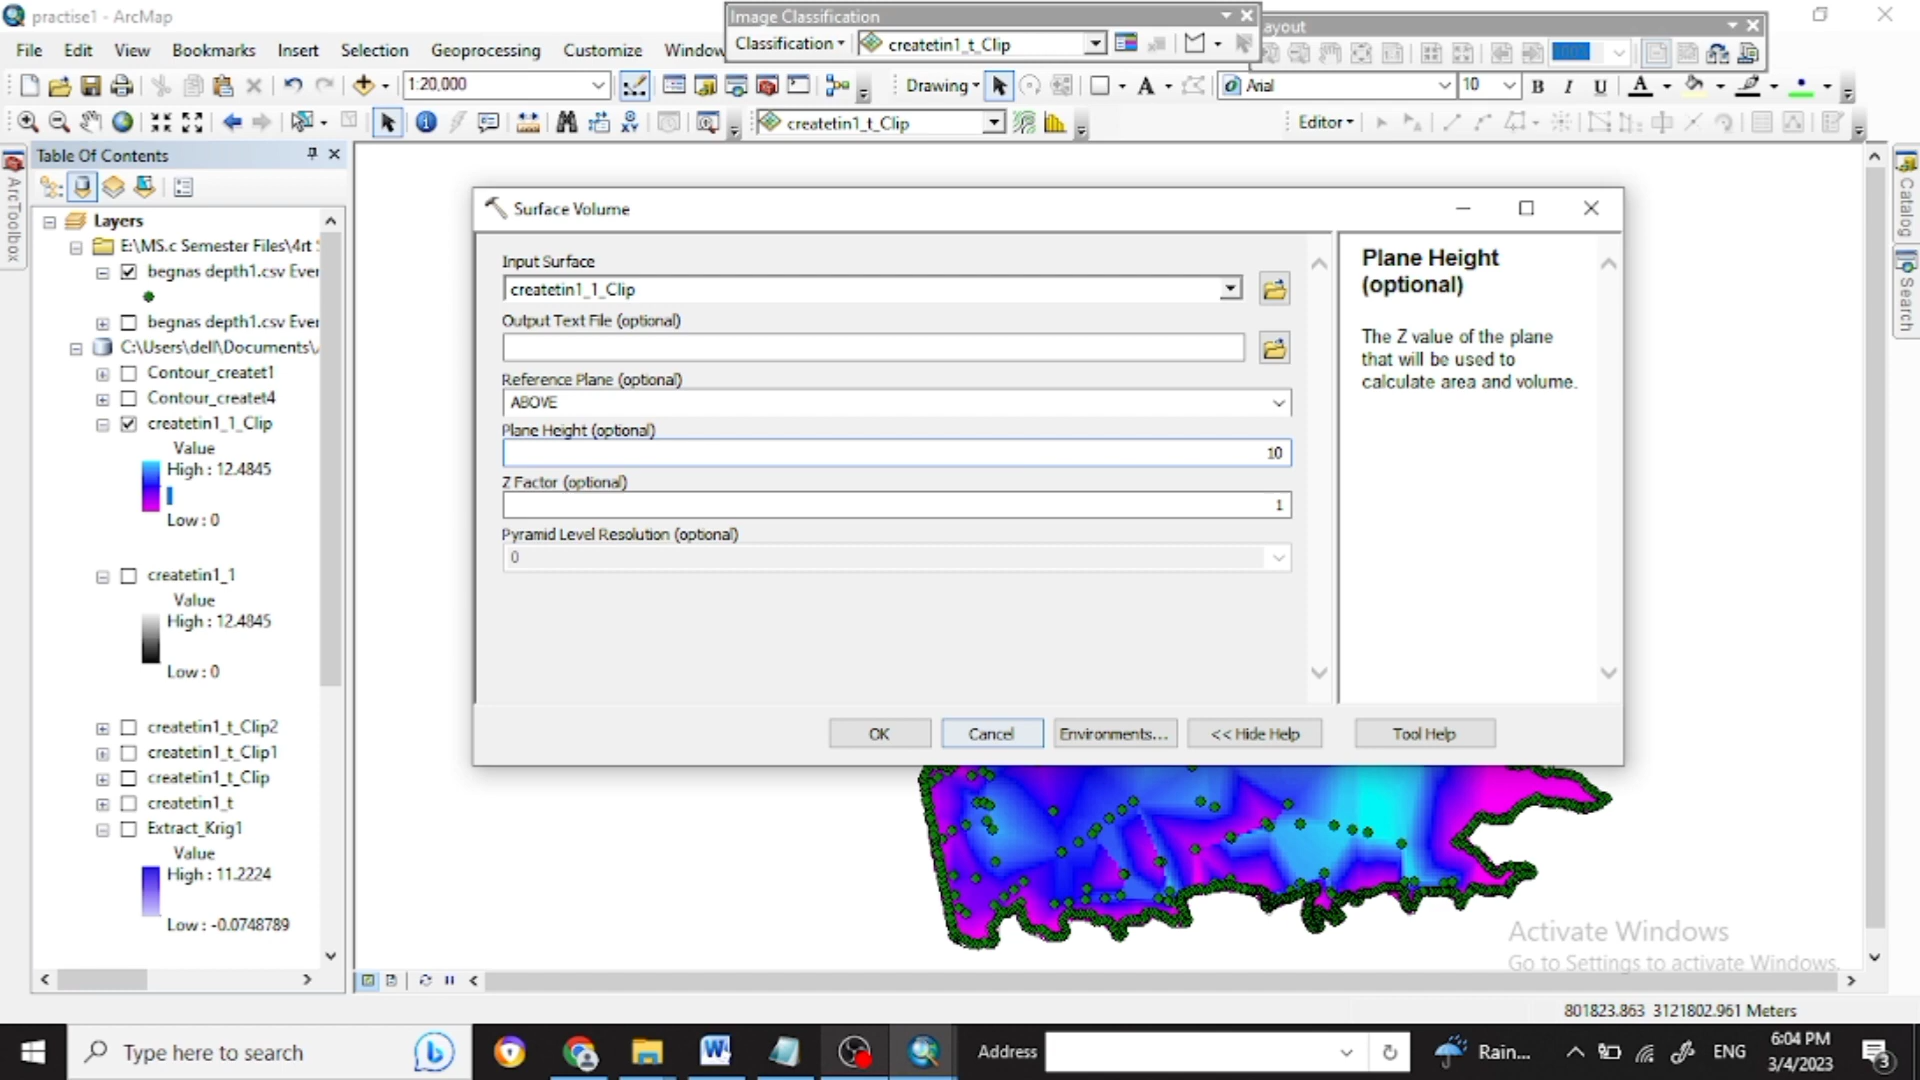 practise1 - ArcMap
Image Classification
ayout
File Edit View Bookmarks Insert Selection Geoprocessing Customize Window
Classification createtin1_t_Clip
1:20,000
Drawing A Arial 10 B I U A
createtin1_t_Clip
Editor
Table Of Contents
ArcToolbox
Catalog
Search
Layers
E:\MS.c Semester Files\4rt
begnas depth1.csv Ever
begnas depth1.csv Ever
C:\Users\dell\Documents\
Contour_createt1
Contour_createt4
createtin1_1_Clip
Value
High : 12.4845
Low : 0
createtin1_1
Value
High : 12.4845
Low : 0
createtin1_t_Clip2
createtin1_t_Clip1
createtin1_t_Clip
createtin1_t
Extract_Krig1
Value
High : 11.2224
Low : -0.0748789
Surface Volume
Input Surface
createtin1_1_Clip
Output Text File (optional)
Reference Plane (optional)
ABOVE
Plane Height (optional)
10
Z Factor (optional)
1
Pyramid Level Resolution (optional)
0
OK Cancel Environments... << Hide Help Tool Help
Plane Height
(optional)
The Z value of the plane
that will be used to
calculate area and volume.
Activate Windows
Go to Settings to activate Windows.
801823.863 3121802.961 Meters
Type here to search
Address
Rain...
ENG
6:04 PM
3/4/2023
3